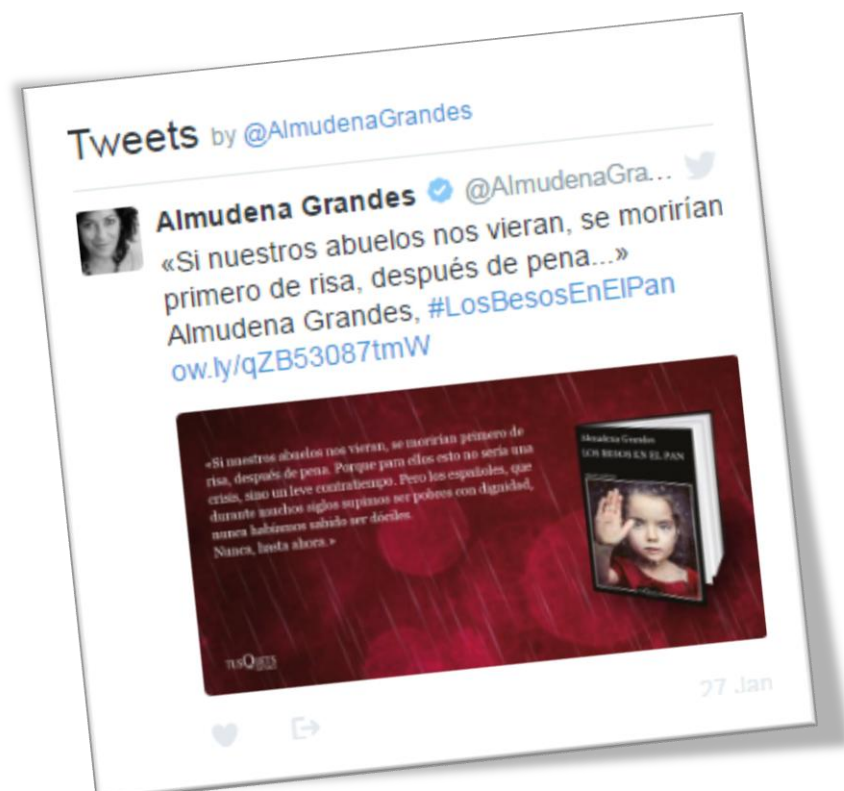 Tweets by @AlmudenaGrandes
Almudena Grandes @AlmudenaGra...
«Si nuestros abuelos nos vieran, se morirían
primero de risa, después de pena...»
Almudena Grandes, #LosBesosEnElPan
ow.ly/qZB53087tmW
«Si nuestros abuelos nos vieran, se morirían primero de
risa, después de pena. Porque para ellos esto no sería una
crisis, sino un leve contratiempo. Pero los españoles, que
durante muchos siglos supimos ser pobres con dignidad,
nunca habíamos sabido ser dóciles.
Nunca, hasta ahora.»
Almudena Grandes
LOS BESOS EN EL PAN
TUSQUETS
27 Jan